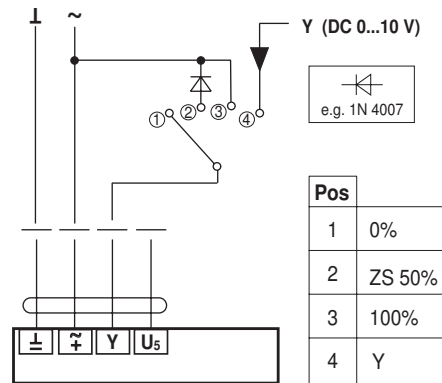 ⊥ ~
Y (DC 0...10 V)
① ② ③ ④
e.g. 1N 4007
Pos
1 0%
2 ZS 50%
3 100%
4 Y
⊥ ~+ Y U5